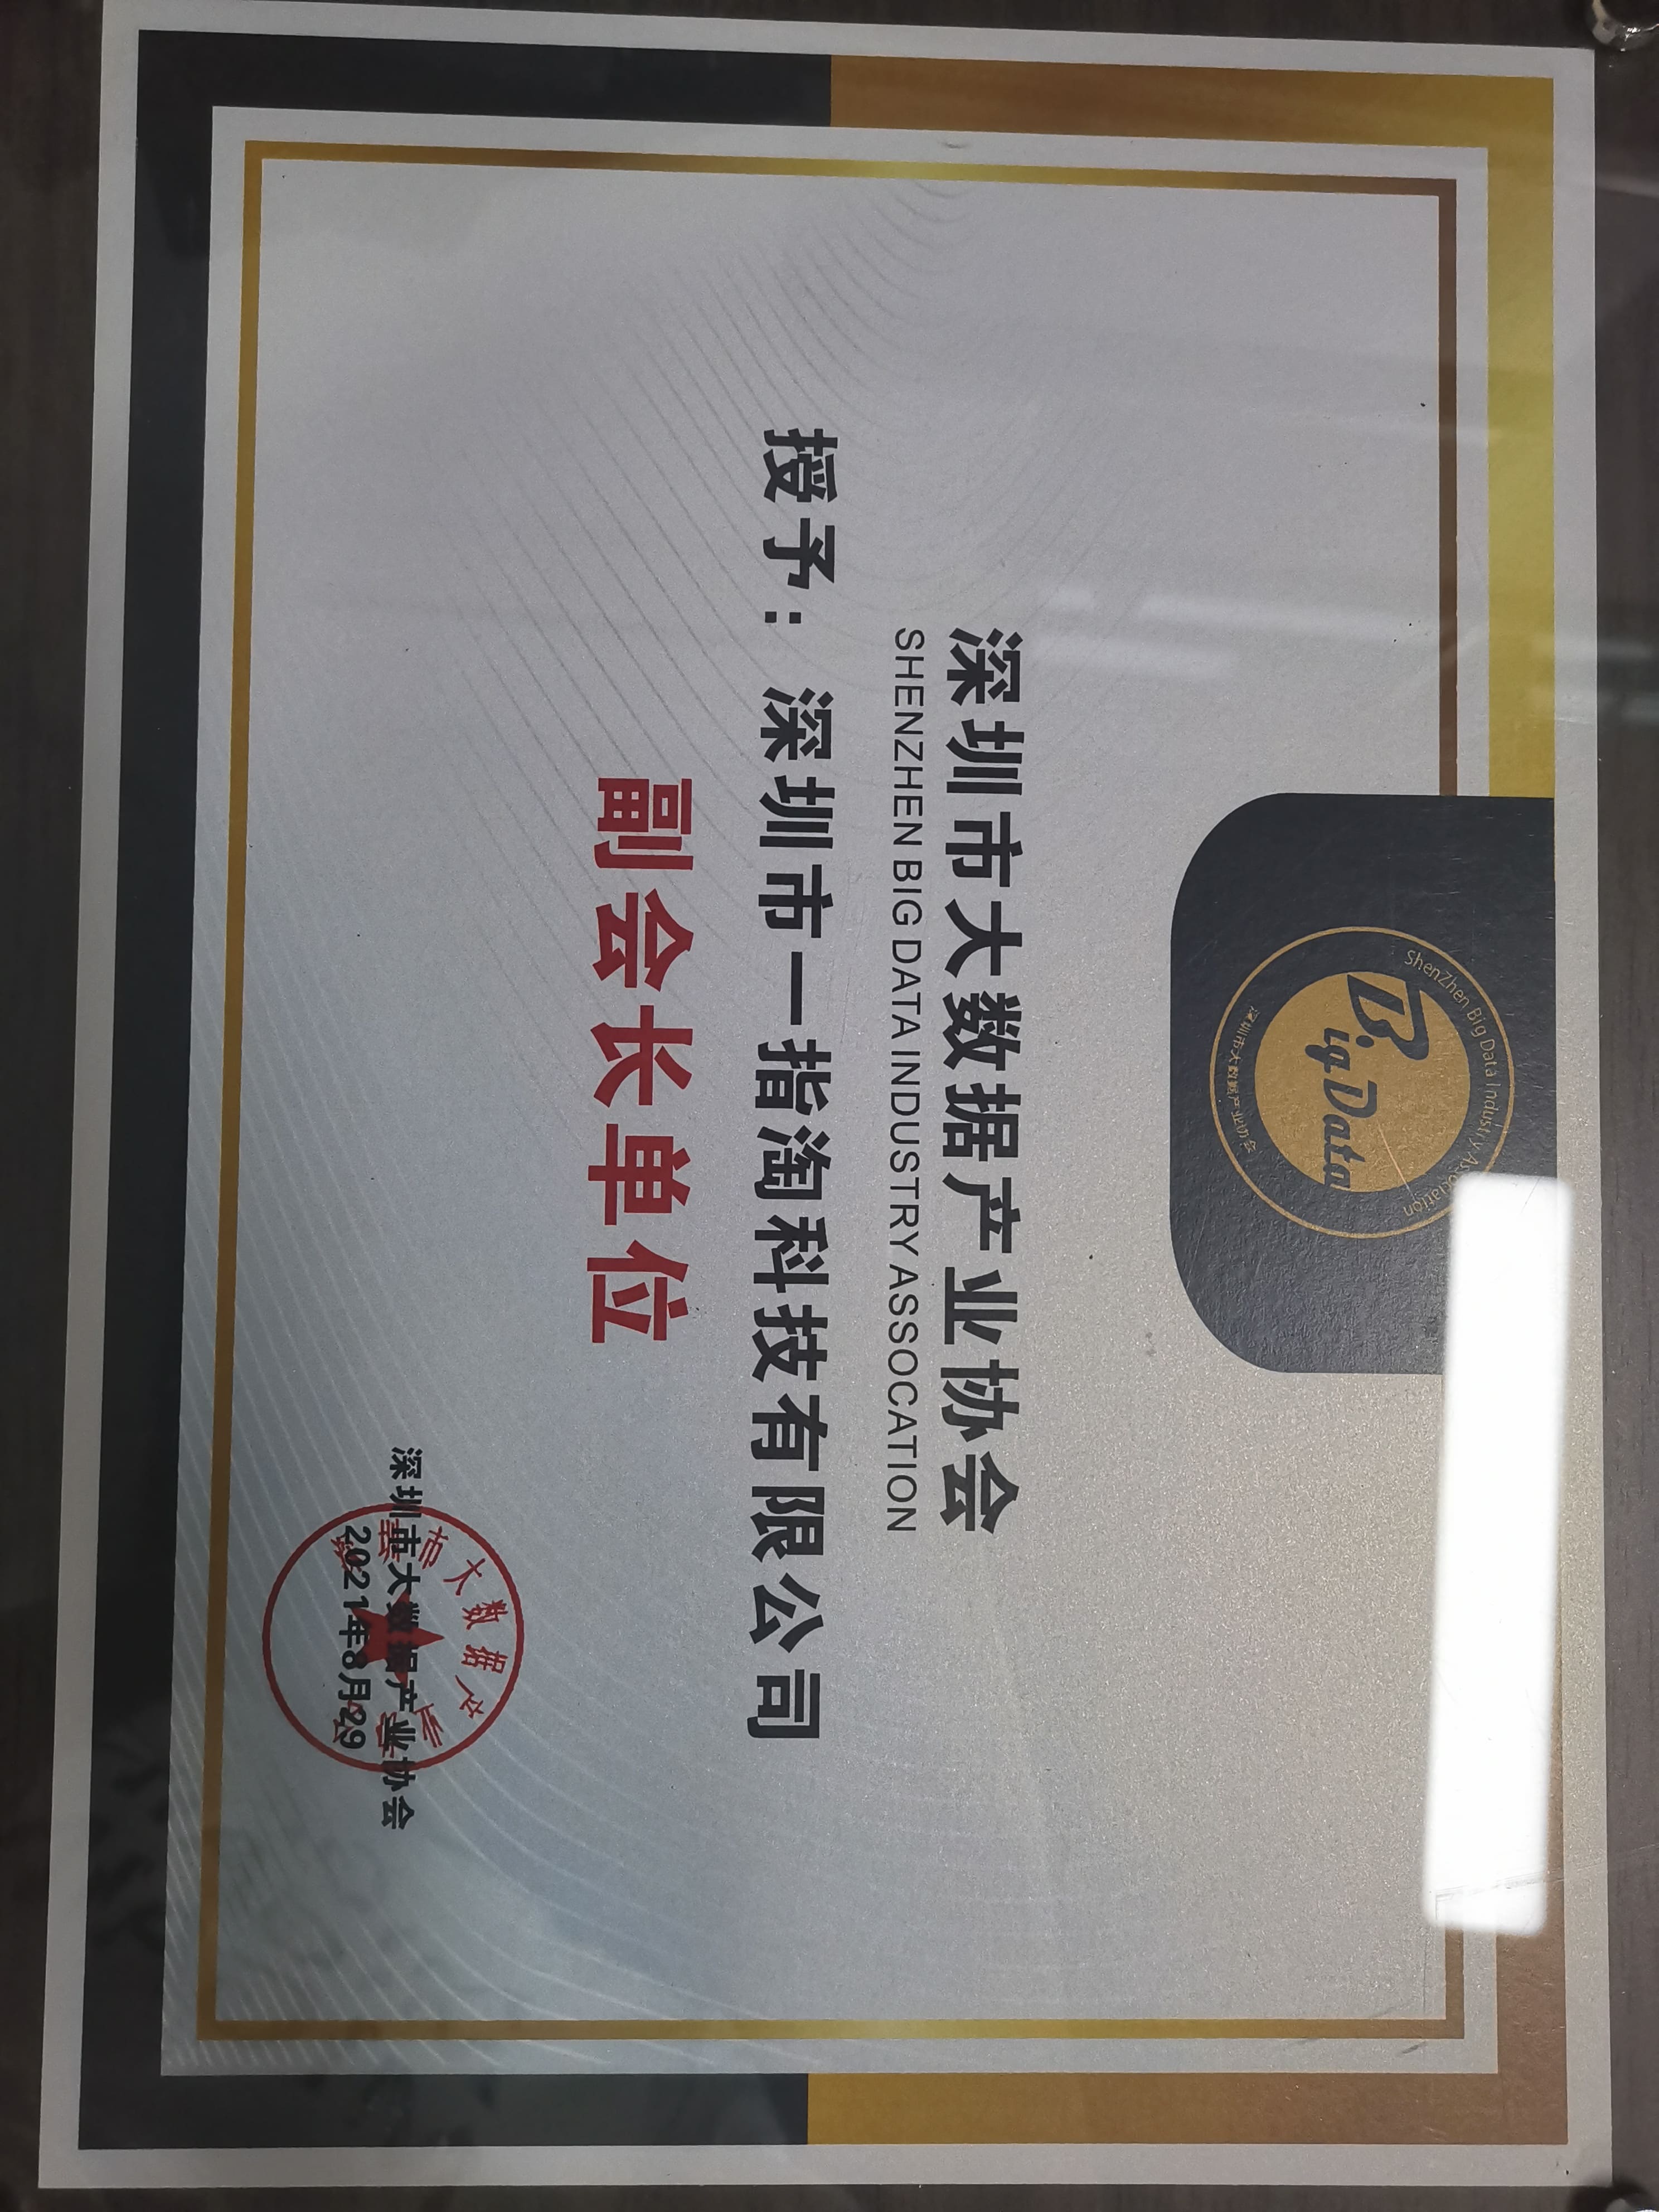 ShenZhen Big Data Industry Association
Big Data
深圳市大数据产业协会
深圳市大数据产业协会
SHENZHEN BIG DATA INDUSTRY ASSOCATION
授予：深圳市一指淘科技有限公司
副会长单位
深圳市大数据产业协会
2021年8月29